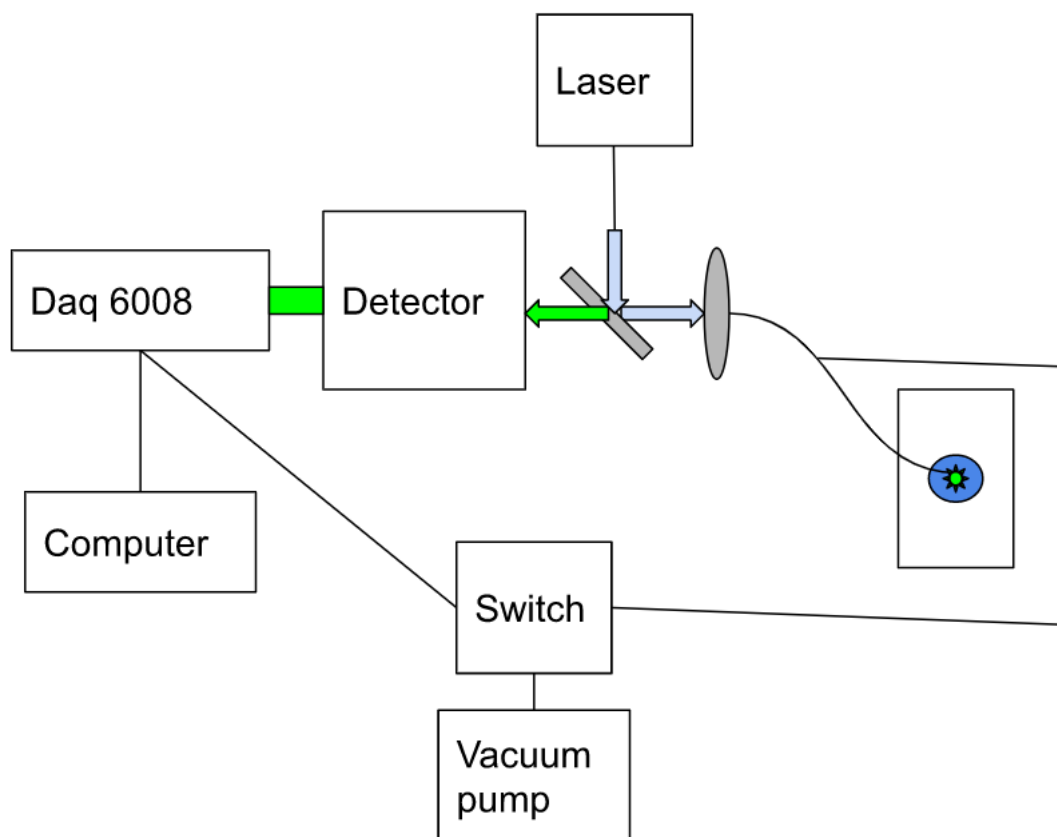 Laser
Daq 6008
Detector
Computer
Switch
Vacuum
pump